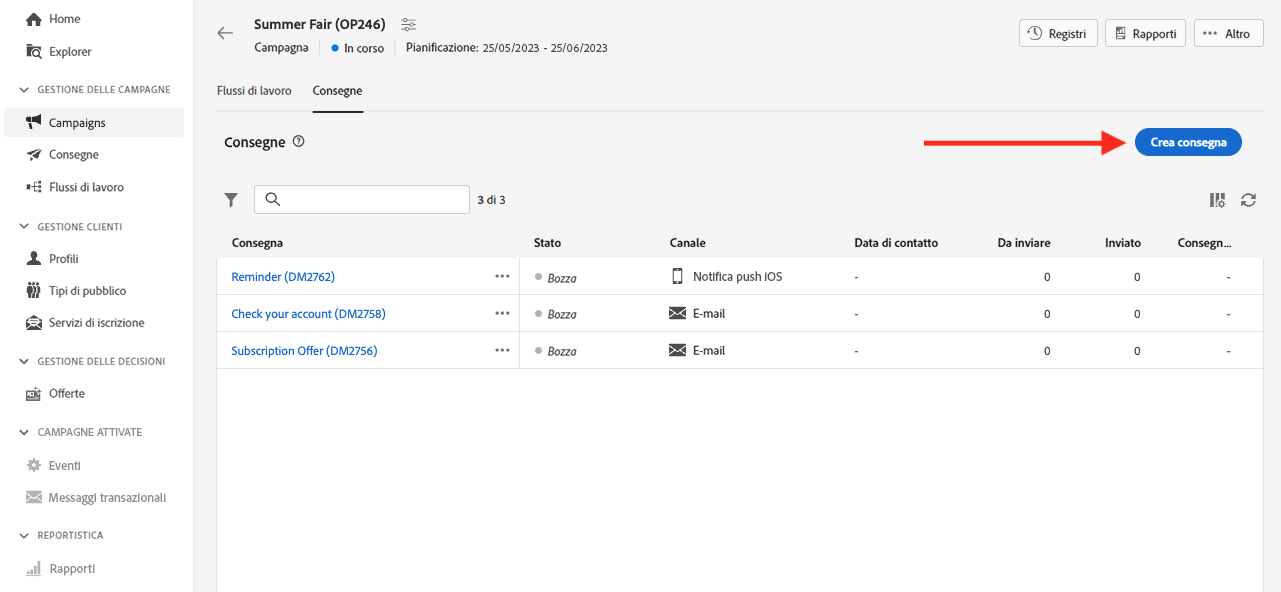 Home
Explorer
GESTIONE DELLE CAMPAGNE
Campaigns
Consegne
Flussi di lavoro
GESTIONE CLIENTI
Profili
Tipi di pubblico
Servizi di iscrizione
GESTIONE DELLE DECISIONI
Offerte
CAMPAGNE ATTIVATE
Eventi
Messaggi transazionali
REPORTISTICA
Rapporti
Summer Fair (OP246)
Campagna In corso Pianificazione: 25/05/2023 - 25/06/2023
Registri Rapporti Altro
Flussi di lavoro Consegne
Consegne
Crea consegna
3 di 3
Consegna Stato Canale Data di contatto Da inviare Inviato Consegn...
Reminder (DM2762) Bozza Notifica push iOS - 0 0 -
Check your account (DM2758) Bozza E-mail - 0 0 -
Subscription Offer (DM2756) Bozza E-mail - 0 0 -